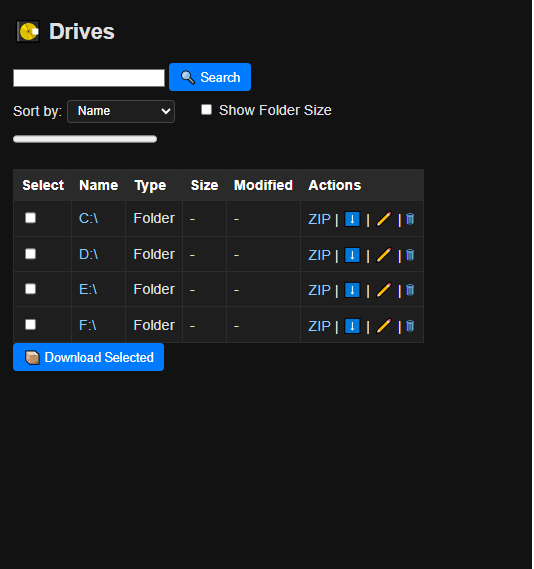 Drives
Search
Sort by: Name Show Folder Size
Select Name Type Size Modified Actions
C:\ Folder - - ZIP | | |
D:\ Folder - - ZIP | | |
E:\ Folder - - ZIP | | |
F:\ Folder - - ZIP | | |
Download Selected